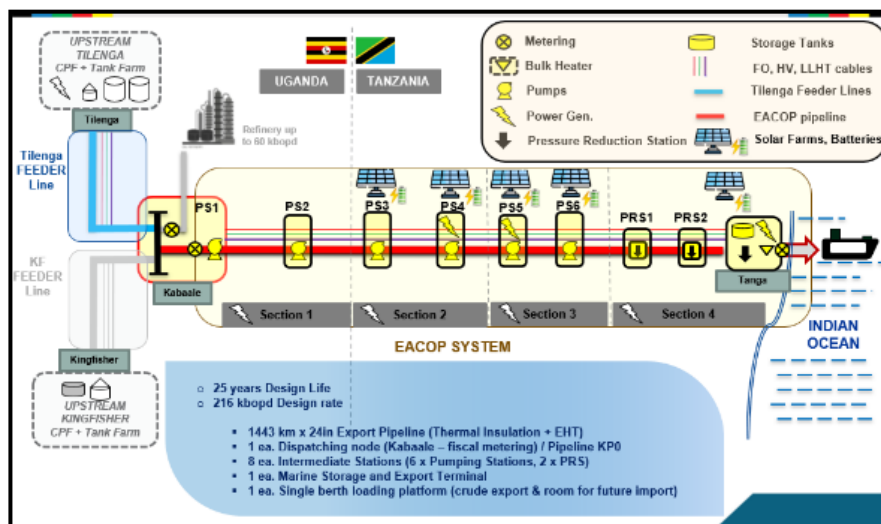 UPSTREAM
TILENGA
CPF + Tank Farm
Tilenga
Tilenga
FEEDER
Line
KF
FEEDER
Line
Kingfisher
UPSTREAM
KINGFISHER
CPF + Tank Farm
Refinery up
to 60 kbopd
UGANDA
TANZANIA
Metering
Bulk Heater
Pumps
Power Gen.
Pressure Reduction Station
Storage Tanks
FO, HV, LLHT cables
Tilenga Feeder Lines
EACOP pipeline
Solar Farms, Batteries
PS1
PS2
PS3
PS4
PS5
PS6
PRS1
PRS2
Kabaale
Tanga
Section 1
Section 2
Section 3
Section 4
EACOP SYSTEM
INDIAN
OCEAN
o 25 years Design Life
o 216 kbopd Design rate
▪ 1443 km x 24in Export Pipeline (Thermal Insulation + EHT)
▪ 1 ea. Dispatching node (Kabaale – fiscal metering) / Pipeline KP0
▪ 8 ea. Intermediate Stations (6 x Pumping Stations, 2 x PRS)
▪ 1 ea. Marine Storage and Export Terminal
▪ 1 ea. Single berth loading platform (crude export & room for future import)